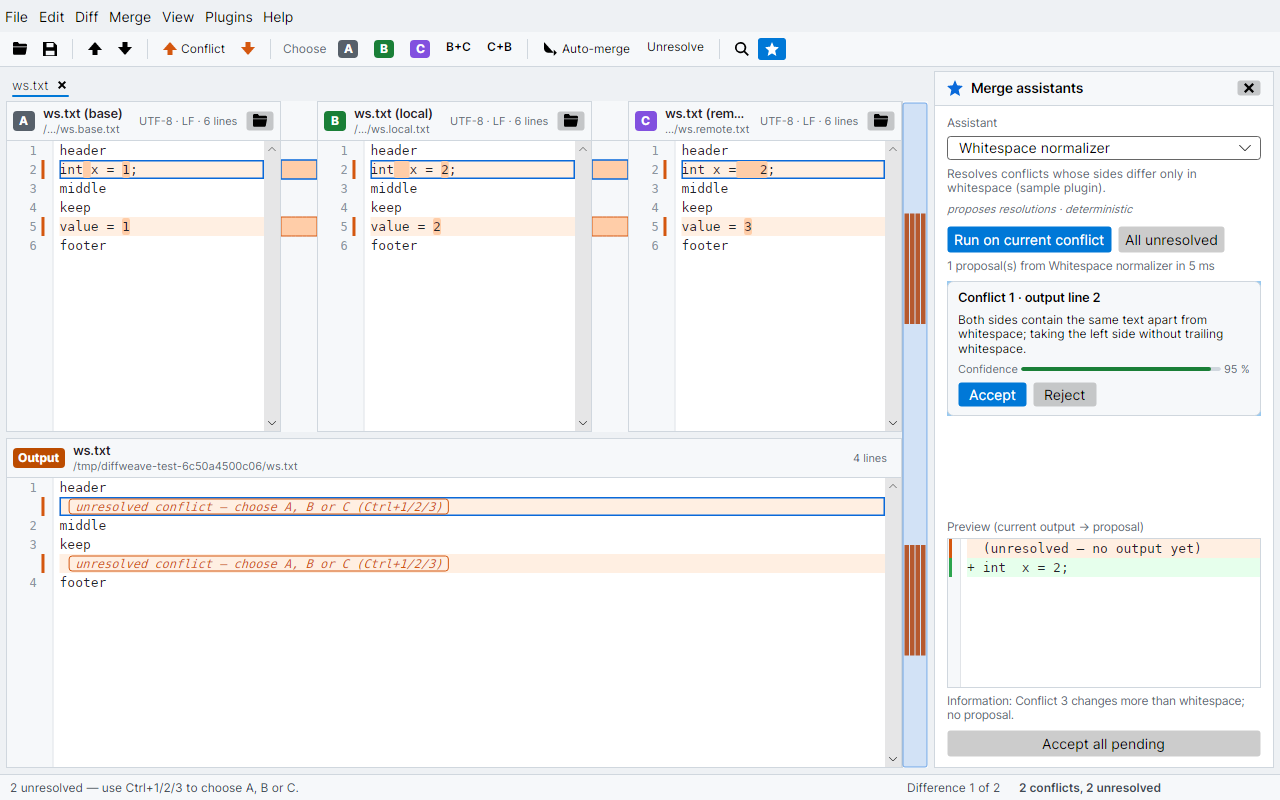 File Edit Diff Merge View Plugins Help
Conflict Choose A B C B+C C+B Auto-merge Unresolve
ws.txt
A ws.txt (base) /.../ws.base.txt UTF-8 · LF · 6 lines
1 header
2 int x = 1;
3 middle
4 keep
5 value = 1
6 footer
B ws.txt (local) /.../ws.local.txt UTF-8 · LF · 6 lines
1 header
2 int  x = 2;
3 middle
4 keep
5 value = 2
6 footer
C ws.txt (rem... .../ws.remote.txt UTF-8 · LF · 6 lines
1 header
2 int x =   2;
3 middle
4 keep
5 value = 3
6 footer
Output ws.txt
/tmp/diffweave-test-6c50a4500c06/ws.txt 4 lines
1 header
unresolved conflict — choose A, B or C (Ctrl+1/2/3)
2 middle
3 keep
unresolved conflict — choose A, B or C (Ctrl+1/2/3)
4 footer
Merge assistants
Assistant
Whitespace normalizer
Resolves conflicts whose sides differ only in
whitespace (sample plugin).
proposes resolutions · deterministic
Run on current conflict All unresolved
1 proposal(s) from Whitespace normalizer in 5 ms
Conflict 1 · output line 2
Both sides contain the same text apart from
whitespace; taking the left side without trailing
whitespace.
Confidence 95 %
Accept Reject
Preview (current output → proposal)
(unresolved — no output yet)
+ int  x = 2;
Information: Conflict 3 changes more than whitespace;
no proposal.
Accept all pending
2 unresolved — use Ctrl+1/2/3 to choose A, B or C. Difference 1 of 2 2 conflicts, 2 unresolved